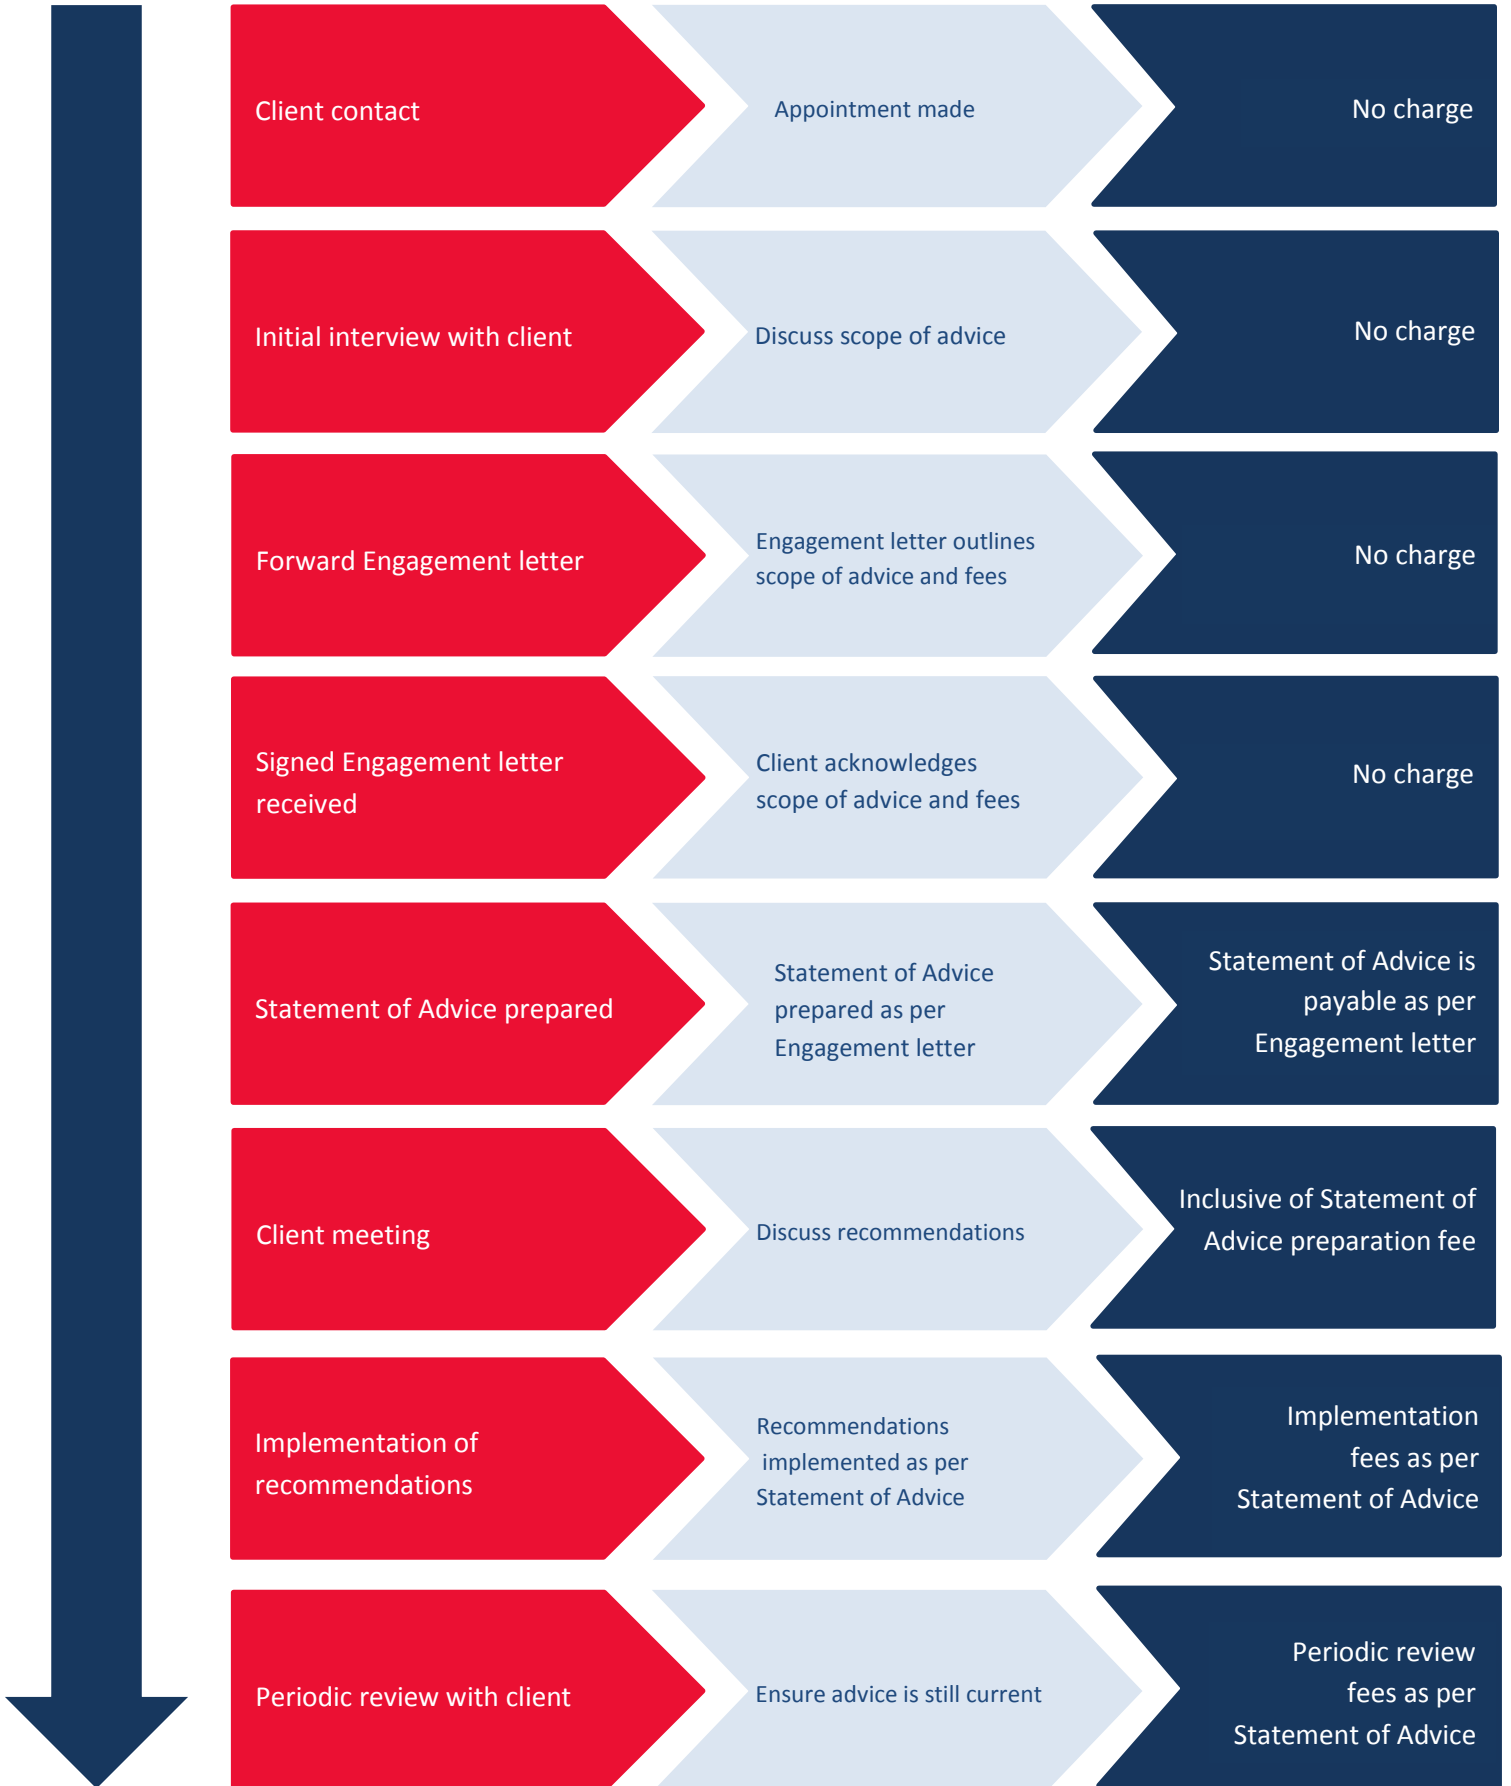 Client contact
Appointment made
No charge
Initial interview with client
Discuss scope of advice
No charge
Forward Engagement letter
Engagement letter outlines
scope of advice and fees
No charge
Signed Engagement letter
received
Client acknowledges
scope of advice and fees
No charge
Statement of Advice prepared
Statement of Advice
prepared as per
Engagement letter
Statement of Advice is
payable as per
Engagement letter
Client meeting
Discuss recommendations
Inclusive of Statement of
Advice preparation fee
Implementation of
recommendations
Recommendations
implemented as per
Statement of Advice
Implementation
fees as per
Statement of Advice
Periodic review with client
Ensure advice is still current
Periodic review
fees as per
Statement of Advice